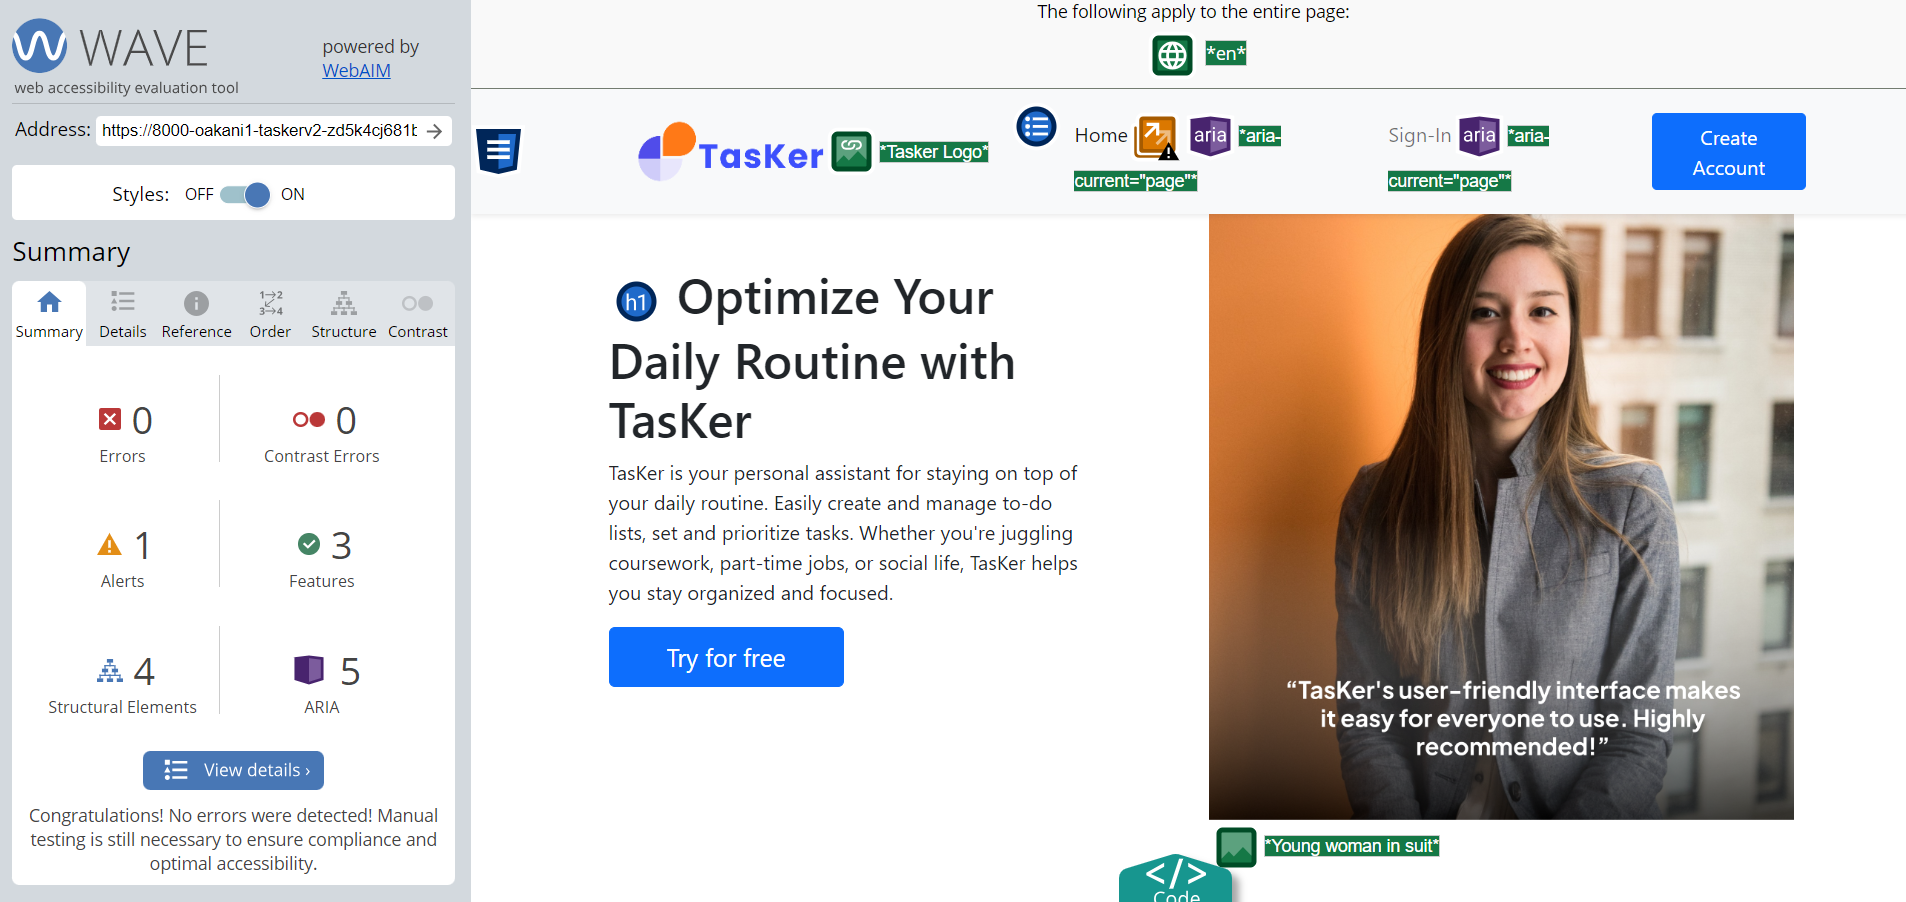 WAVE
powered by
WebAIM
web accessibility evaluation tool
Address: https://8000-oakani1-taskerv2-zd5k4cj681b
Styles: OFF ON
Summary
Summary Details Reference Order Structure Contrast
0 0
Errors Contrast Errors
1 3
Alerts Features
4 5
Structural Elements ARIA
View details ›
Congratulations! No errors were detected! Manual
testing is still necessary to ensure compliance and
optimal accessibility.
The following apply to the entire page:
*en*
TasKer *Tasker Logo*
Home aria *aria-
current="page"*
Sign-In aria *aria-
current="page"*
Create
Account
h1 Optimize Your
Daily Routine with
TasKer
TasKer is your personal assistant for staying on top of
your daily routine. Easily create and manage to-do
lists, set and prioritize tasks. Whether you're juggling
coursework, part-time jobs, or social life, TasKer helps
you stay organized and focused.
Try for free
“TasKer's user-friendly interface makes
it easy for everyone to use. Highly
recommended!”
*Young woman in suit*
</>
Code